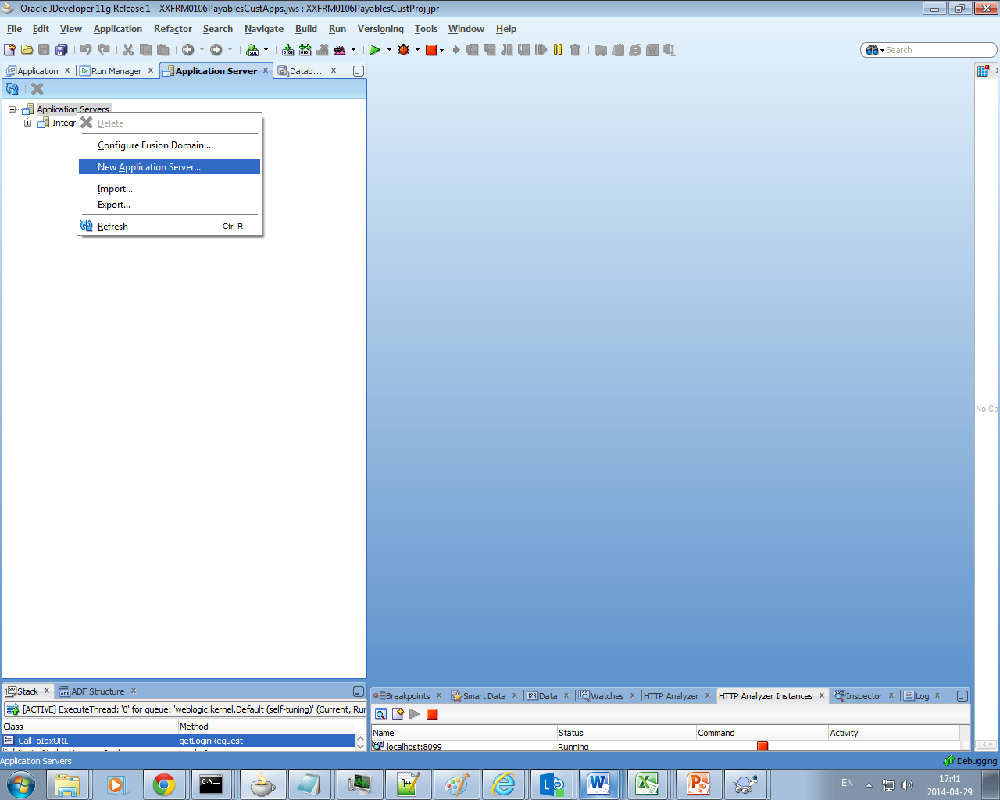 Oracle JDeveloper 11g Release 1 - XXFRM0106PayablesCustApps.jws : XXFRM0106PayablesCustProj.jpr
File Edit View Application Refactor Search Navigate Build Run Versioning Tools Window Help
Search
Application Run Manager Application Server Datab...
Application Servers
Integr
Delete
Configure Fusion Domain ...
New Application Server...
Import...
Export...
Refresh Ctrl-R
No Co
Stack ADF Structure
[ACTIVE] ExecuteThread: '0' for queue: 'weblogic.kernel.Default (self-tuning)' (Current, Run
Class Method
CallToIbxURL getLoginRequest
Breakpoints Smart Data Data Watches HTTP Analyzer HTTP Analyzer Instances Inspector Log
Name Status Command Activity
localhost:8099 Running
Application Servers
Debugging
EN
17:41
2014-04-29